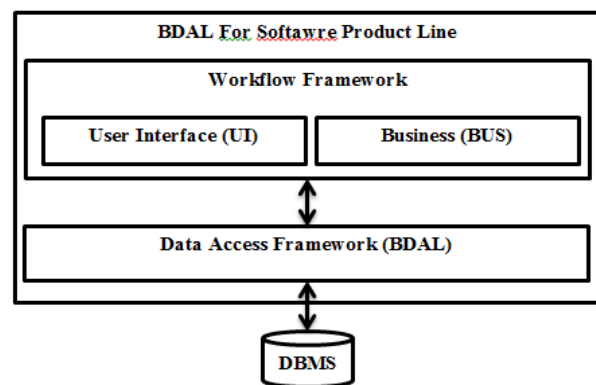 BDAL For Softawre Product Line
Workflow Framework
User Interface (UI)
Business (BUS)
Data Access Framework (BDAL)
DBMS